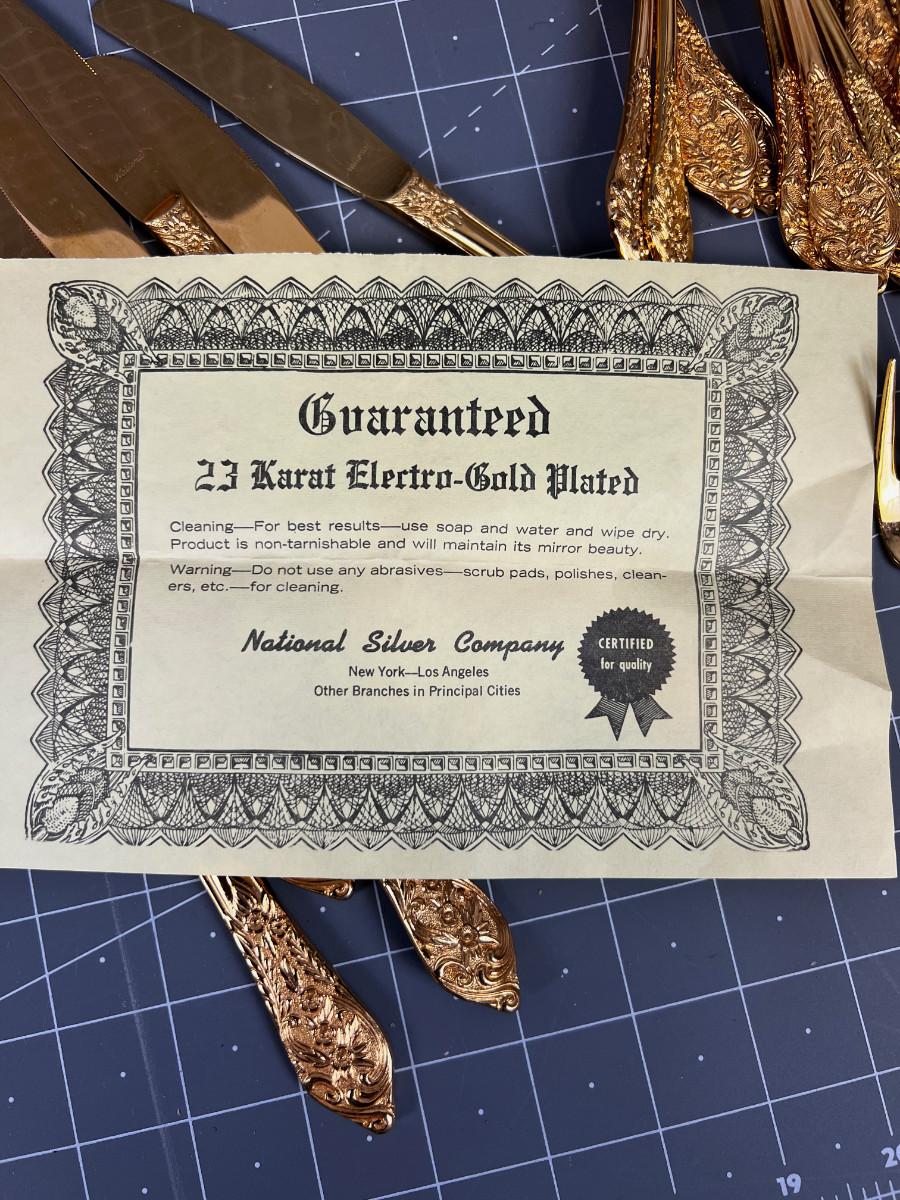 Guaranteed
23 Karat Electro-Gold Plated
Cleaning—For best results—use soap and water and wipe dry.
Product is non-tarnishable and will maintain its mirror beauty.
Warning—Do not use any abrasives—scrub pads, polishes, clean-
ers, etc.—for cleaning.
National Silver Company
New York—Los Angeles
Other Branches in Principal Cities
CERTIFIED
for quality
19
20